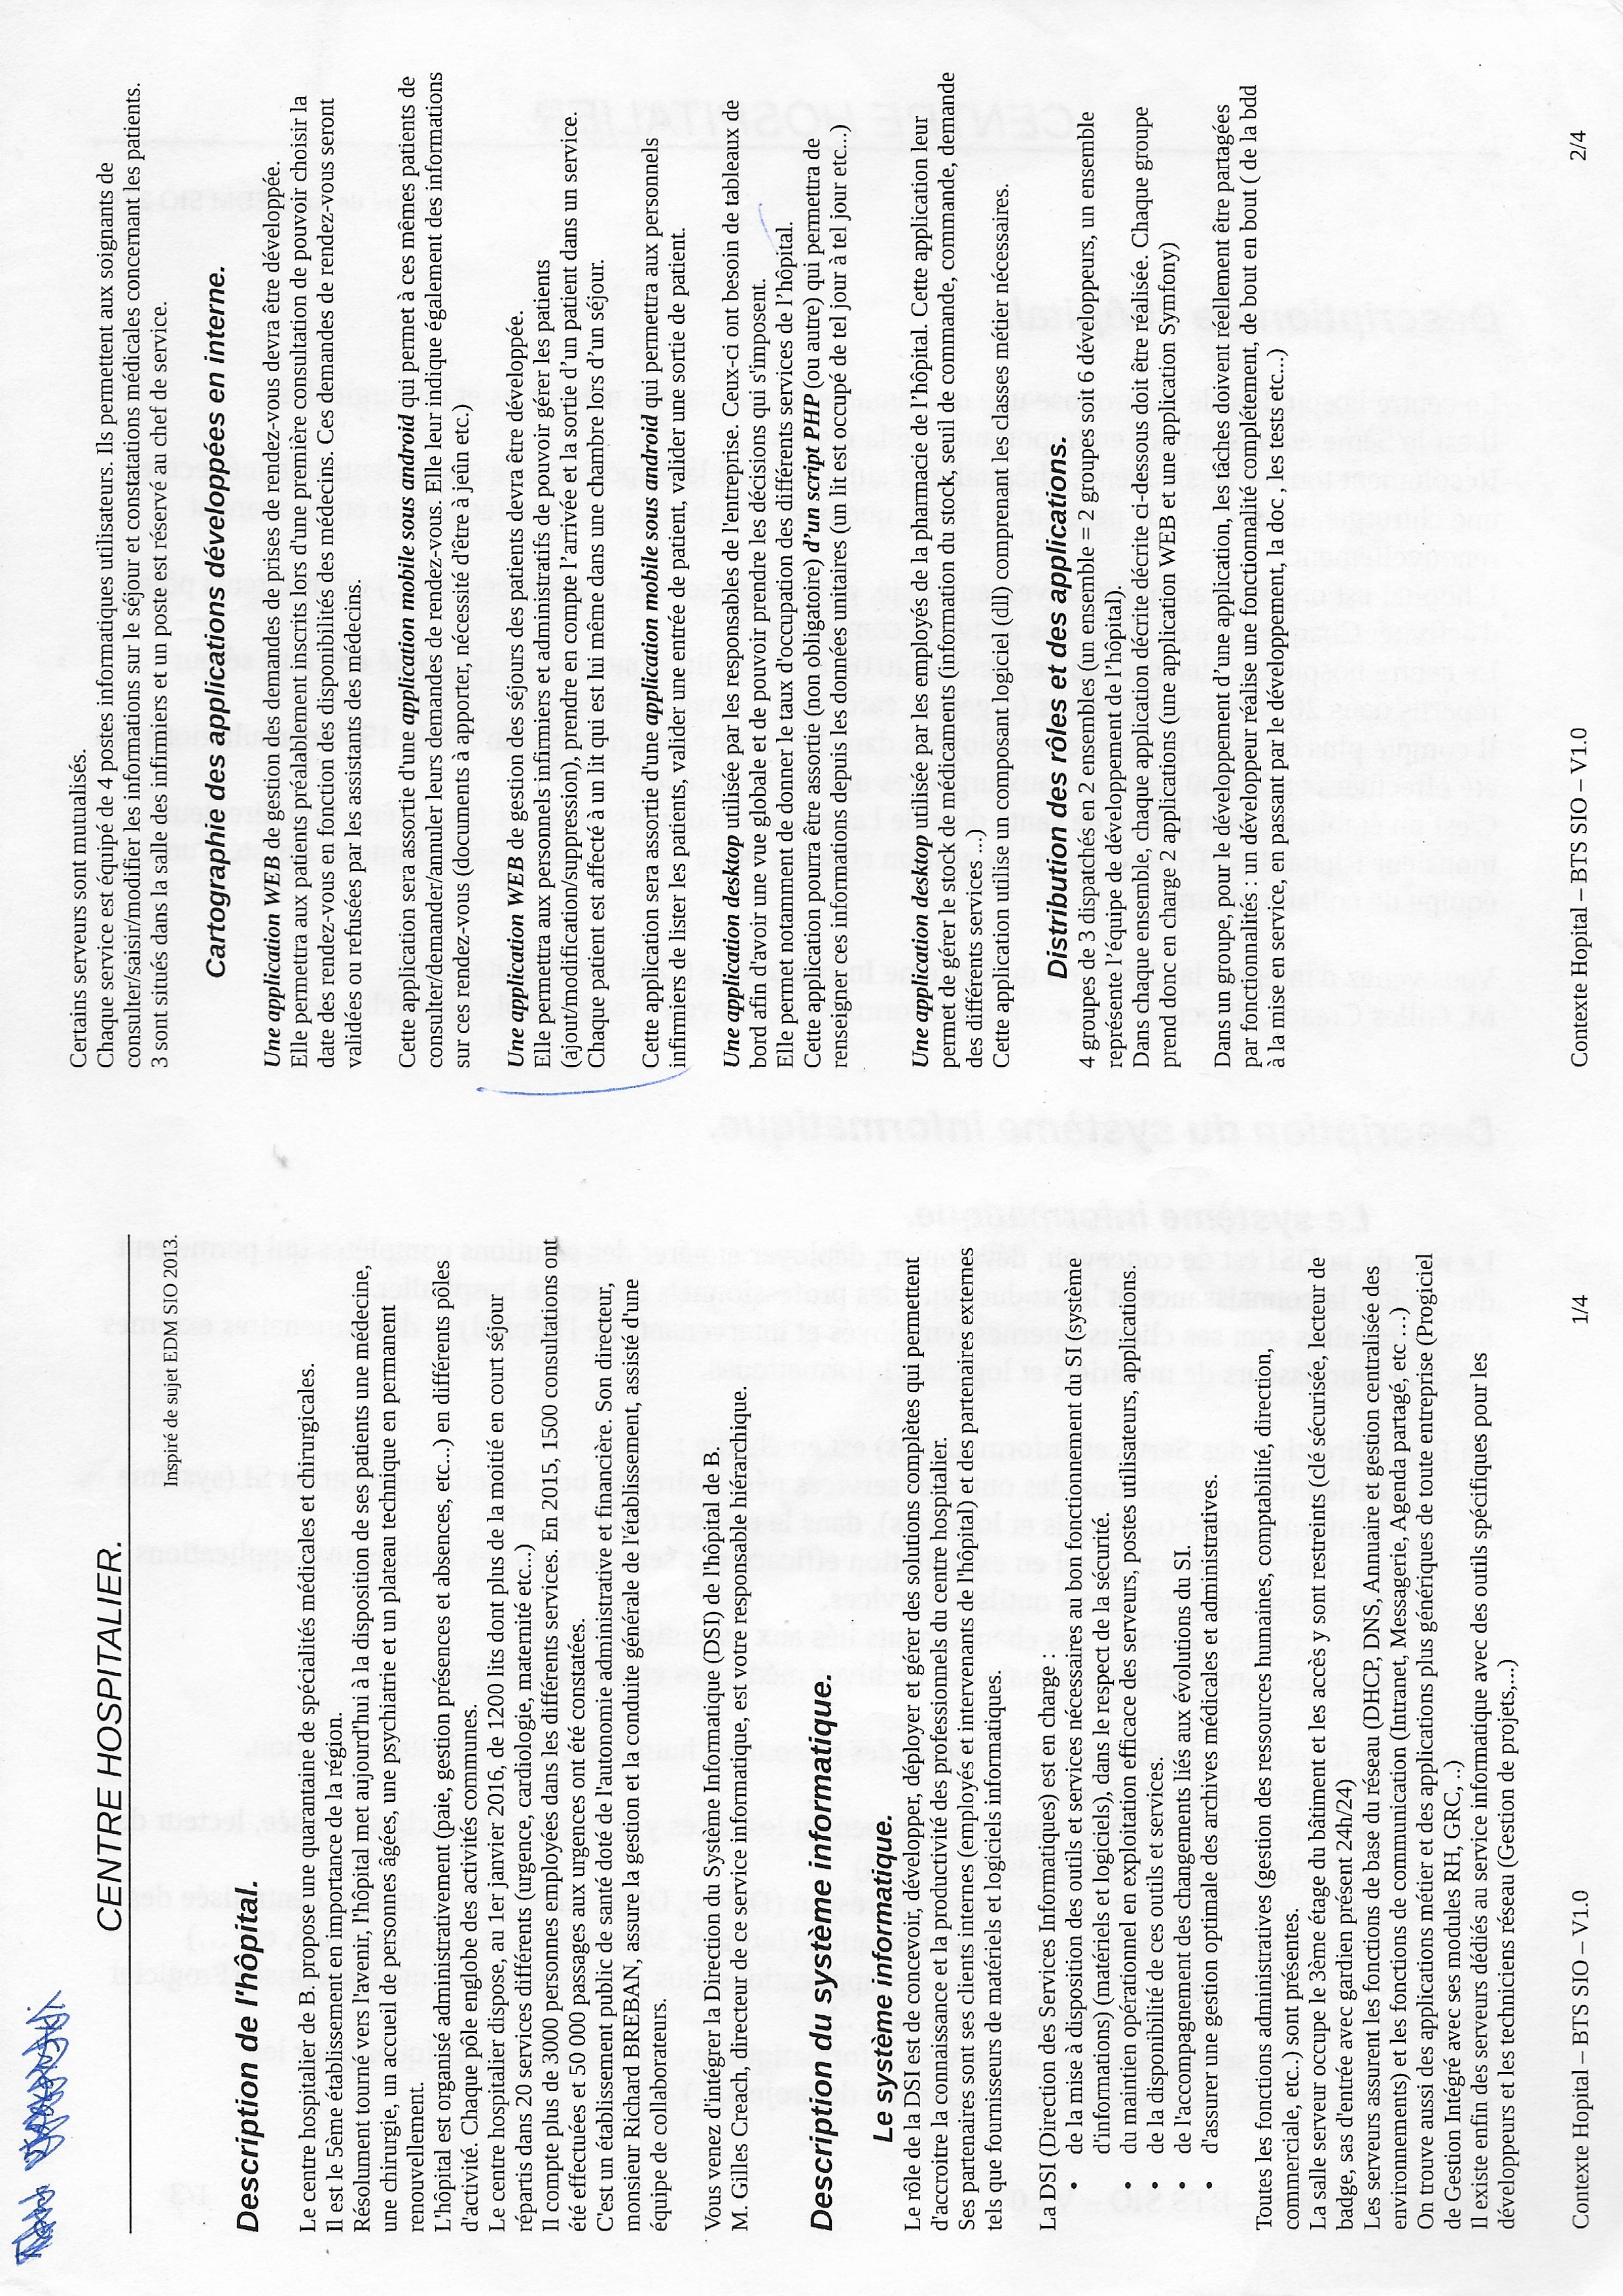 CENTRE HOSPITALIER.
Inspiré de sujet EDM SIO 2013.
Description de l'hôpital.
Le centre hospitalier de B. propose une quarantaine de spécialités médicales et chirurgicales.
Il est le 5ème établissement en importance de la région.
Résolument tourné vers l'avenir, l'hôpital met aujourd'hui à la disposition de ses patients une médecine,
une chirurgie, un accueil de personnes âgées, une psychiatrie et un plateau technique en permanent
renouvellement.
L'hôpital est organisé administrativement (paie, gestion présences et absences, etc...) en différents pôles
d'activité. Chaque pôle englobe des activités communes.
Le centre hospitalier dispose, au 1er janvier 2016, de 1200 lits dont plus de la moitié en court séjour
répartis dans 20 services différents (urgence, cardiologie, maternité etc...)
Il compte plus de 3000 personnes employées dans les différents services. En 2015, 1500 consultations ont
été effectuées et 50 000 passages aux urgences ont été constatées.
C'est un établissement public de santé doté de l'autonomie administrative et financière. Son directeur,
monsieur Richard BREBAN, assure la gestion et la conduite générale de l'établissement, assisté d'une
équipe de collaborateurs.
Vous venez d'intégrer la Direction du Système Informatique (DSI) de l'hôpital de B.
M. Gilles Creach, directeur de ce service informatique, est votre responsable hiérarchique.
Description du système informatique.
Le système informatique.
Le rôle de la DSI est de concevoir, développer, déployer et gérer des solutions complètes qui permettent
d'accroitre la connaissance et la productivité des professionnels du centre hospitalier.
Ses partenaires sont ses clients internes (employés et intervenants de l'hôpital) et des partenaires externes
tels que fournisseurs de matériels et logiciels informatiques.
La DSI (Direction des Services Informatiques) est en charge :
• de la mise à disposition des outils et services nécessaires au bon fonctionnement du SI (système
d'informations) (matériels et logiciels), dans le respect de la sécurité.
• du maintien opérationnel en exploitation efficace des serveurs, postes utilisateurs, applications.
• de la disponibilité de ces outils et services.
• de l'accompagnement des changements liés aux évolutions du SI.
• d'assurer une gestion optimale des archives médicales et administratives.
Toutes les fonctions administratives (gestion des ressources humaines, comptabilité, direction,
commerciale, etc..) sont présentes.
La salle serveur occupe le 3ème étage du bâtiment et les accès y sont restreints (clé sécurisée, lecteur de
badge, sas d'entrée avec gardien présent 24h/24)
Les serveurs assurent les fonctions de base du réseau (DHCP, DNS, Annuaire et gestion centralisée des
environnements) et les fonctions de communication (Intranet, Messagerie, Agenda partagé, etc ...)
On trouve aussi des applications métier et des applications plus génériques de toute entreprise (Progiciel
de Gestion Intégré avec ses modules RH, GRC, ..)
Il existe enfin des serveurs dédiés au service informatique avec des outils spécifiques pour les
développeurs et les techniciens réseau (Gestion de projets,...)
Contexte Hopital – BTS SIO – V1.0 1/4
Certains serveurs sont mutualisés.
Chaque service est équipé de 4 postes informatiques utilisateurs. Ils permettent aux soignants de
consulter/saisir/modifier les informations sur le séjour et constatations médicales concernant les patients.
3 sont situés dans la salle des infirmiers et un poste est réservé au chef de service.
Cartographie des applications développées en interne.
Une application WEB de gestion des demandes de prises de rendez-vous devra être développée.
Elle permettra aux patients préalablement inscrits lors d'une première consultation de pouvoir choisir la
date des rendez-vous en fonction des disponibilités des médecins. Ces demandes de rendez-vous seront
validées ou refusées par les assistants des médecins.
Cette application sera assortie d'une application mobile sous android qui permet à ces mêmes patients de
consulter/demander/annuler leurs demandes de rendez-vous. Elle leur indique également des informations
sur ces rendez-vous (documents à apporter, nécessité d'être à jeûn etc.)
Une application WEB de gestion des séjours des patients devra être développée.
Elle permettra aux personnels infirmiers et administratifs de pouvoir gérer les patients
(ajout/modification/suppression), prendre en compte l’arrivée et la sortie d’un patient dans un service.
Chaque patient est affecté à un lit qui est lui même dans une chambre lors d’un séjour.
Cette application sera assortie d'une application mobile sous android qui permettra aux personnels
infirmiers de lister les patients, valider une entrée de patient, valider une sortie de patient.
Une application desktop utilisée par les responsables de l'entreprise. Ceux-ci ont besoin de tableaux de
bord afin d'avoir une vue globale et de pouvoir prendre les décisions qui s'imposent.
Elle permet notamment de donner le taux d'occupation des différents services de l’hôpital.
Cette application pourra être assortie (non obligatoire) d’un script PHP (ou autre) qui permettra de
renseigner ces informations depuis les données unitaires (un lit est occupé de tel jour à tel jour etc...)
Une application desktop utilisée par les employés de la pharmacie de l’hôpital. Cette application leur
permet de gérer le stock de médicaments (information du stock, seuil de commande, commande, demande
des différents services ...)
Cette application utilise un composant logiciel (dll) comprenant les classes métier nécessaires.
Distribution des rôles et des applications.
4 groupes de 3 dispatchés en 2 ensembles (un ensemble = 2 groupes soit 6 développeurs, un ensemble
représente l’équipe de développement de l’hôpital).
Dans chaque ensemble, chaque application décrite décrite ci-dessous doit être réalisée. Chaque groupe
prend donc en charge 2 applications (une application WEB et une application Symfony)
Dans un groupe, pour le développement d’une application, les tâches doivent réellement être partagées
par fonctionnalités : un développeur réalise une fonctionnalité complétement, de bout en bout ( de la bdd
à la mise en service, en passant par le développement, la doc , les tests etc...)
Contexte Hopital – BTS SIO – V1.0 2/4